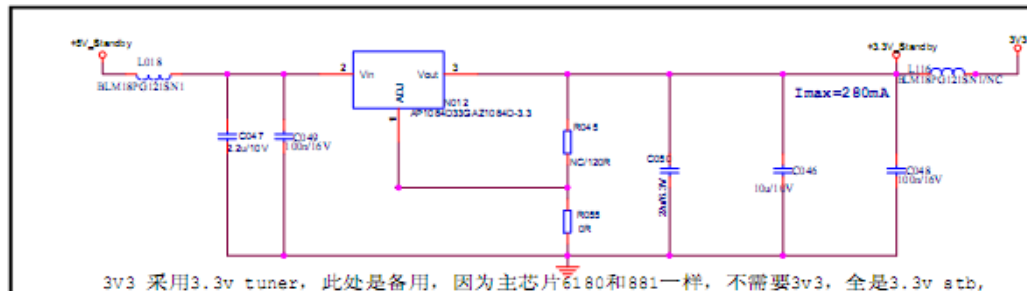 +5V_Standby
L018
BLM18PG121SN1
2
Vin
Vout
3
ADJ
1
N012
AP1084D33GAZ1084D-3.3
+3.3V_Standby
3V3
L116
BLM18PG121SN1/NC
Imax=280mA
C047
2.2u/10V
C049
100n/16V
R045
NC/120R
R055
0R
C050
C046
10u/10V
C048
100n/16V
3V3 采用3.3v tuner, 此处是备用, 因为主芯片6180和881一样, 不需要3v3, 全是3.3v stb,